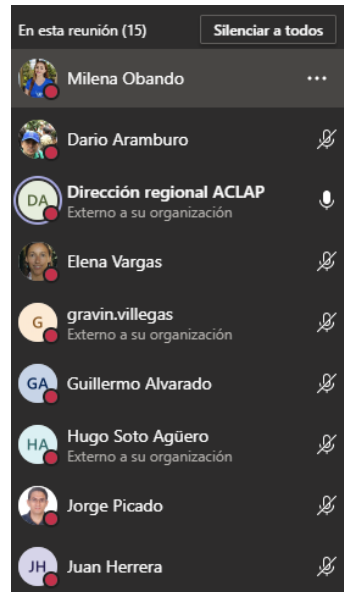 En esta reunión (15)
Silenciar a todos
Milena Obando
Dario Aramburo
DA
Dirección regional ACLAP
Externo a su organización
Elena Vargas
G
gravin.villegas
Externo a su organización
GA
Guillermo Alvarado
HA
Hugo Soto Agüero
Externo a su organización
Jorge Picado
JH
Juan Herrera